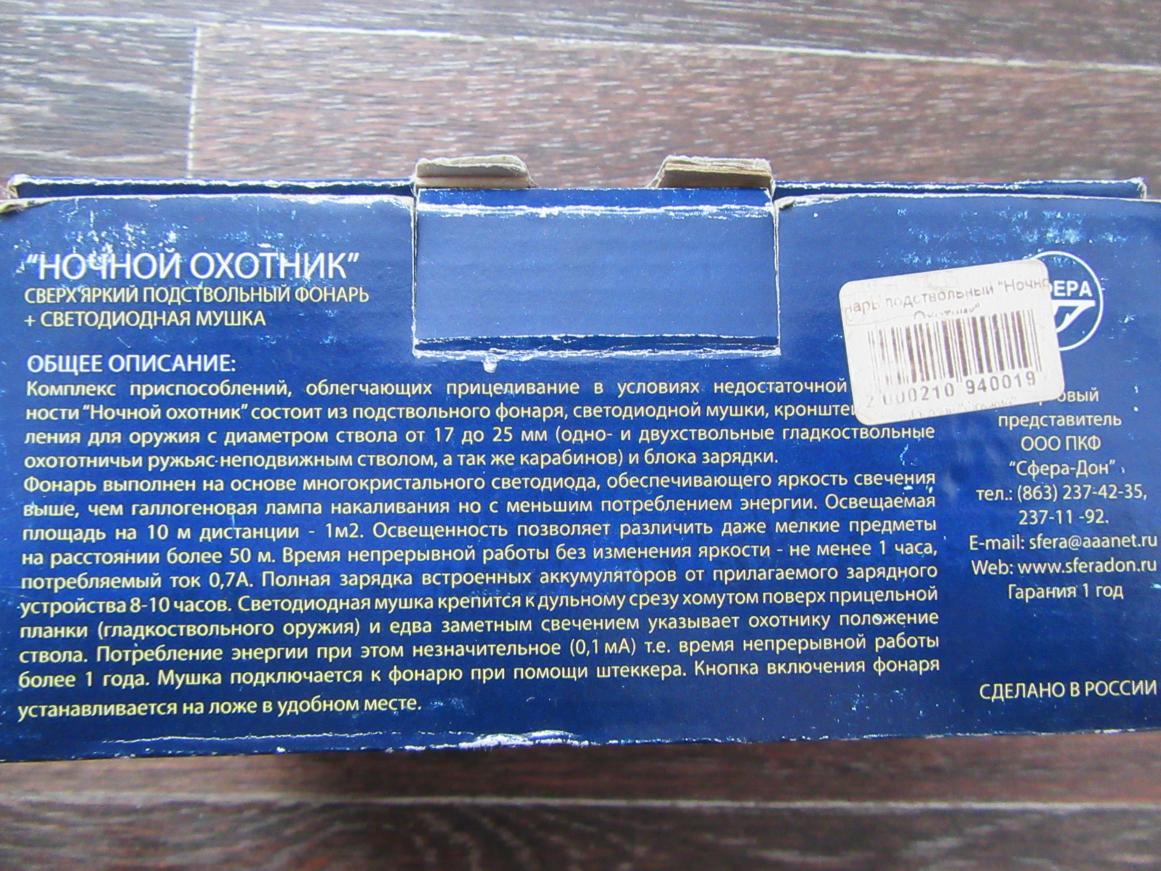 "НОЧНОЙ ОХОТНИК"
СВЕРХ ЯРКИЙ ПОДСТВОЛЬНЫЙ ФОНАРЬ
+ СВЕТОДИОДНАЯ МУШКА
ОБЩЕЕ ОПИСАНИЕ:
Комплекс приспособлений, облегчающих прицеливание в условиях недостаточной
ности "Ночной охотник" состоит из подствольного фонаря, светодиодной мушки,
ления для оружия с диаметром ствола от 17 до 25 мм (одно- и двухствольные гладкоствольные
охототничьи ружьяс неподвижным стволом, а так же карабинов) и блока зарядки.
Фонарь выполнен на основе многокристального светодиода, обеспечивающего яркость свечения
выше, чем галлогеновая лампа накаливания но с меньшим потреблением энергии. Освещаемая
площадь на 10 м дистанции - 1м2. Освещенность позволяет различить даже мелкие предметы
на расстоянии более 50 м. Время непрерывной работы без изменения яркости - не менее 1 часа,
потребляемый ток 0,7А. Полная зарядка встроенных аккумуляторов от прилагаемого зарядного
устройства 8-10 часов. Светодиодная мушка крепится к дульному срезу хомутом поверх прицельной
планки (гладкоствольного оружия) и едва заметным свечением указывает охотнику положение
ствола. Потребление энергии при этом незначительное (0,1 мА) т.е. время непрерывной работы
более 1 года. Мушка подключается к фонарю при помощи штеккера. Кнопка включения фонаря
устанавливается на ложе в удобном месте.
подствольный "Ночно
2 000210 940019
представитель
ООО ПКФ
"Сфера-Дон"
тел.: (863) 237-42-35,
237-11 -92.
E-mail: sfera@aaanet.ru
Web: www.sferadon.ru
Гарания 1 год
СДЕЛАНО В РОССИИ